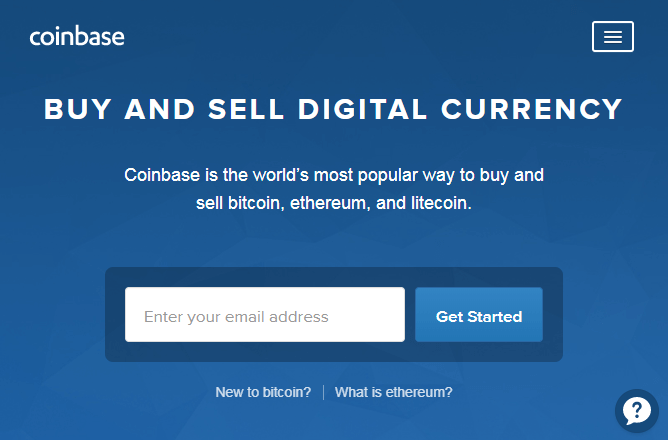 coinbase
BUY AND SELL DIGITAL CURRENCY
Coinbase is the world’s most popular way to buy and
sell bitcoin, ethereum, and litecoin.
Enter your email address
Get Started
New to bitcoin?
What is ethereum?
?